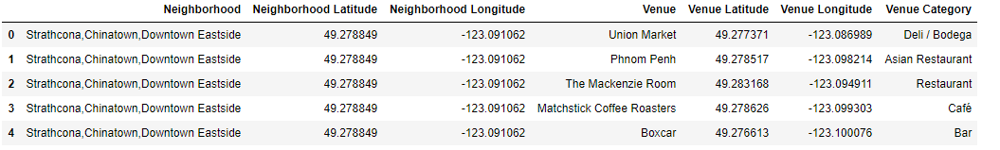 Neighborhood Neighborhood Latitude Neighborhood Longitude Venue Venue Latitude Venue Longitude Venue Category
0 Strathcona,Chinatown,Downtown Eastside 49.278849 -123.091062 Union Market 49.277371 -123.086989 Deli / Bodega
1 Strathcona,Chinatown,Downtown Eastside 49.278849 -123.091062 Phnom Penh 49.278517 -123.098214 Asian Restaurant
2 Strathcona,Chinatown,Downtown Eastside 49.278849 -123.091062 The Mackenzie Room 49.283168 -123.094911 Restaurant
3 Strathcona,Chinatown,Downtown Eastside 49.278849 -123.091062 Matchstick Coffee Roasters 49.278626 -123.099303 Café
4 Strathcona,Chinatown,Downtown Eastside 49.278849 -123.091062 Boxcar 49.276613 -123.100076 Bar